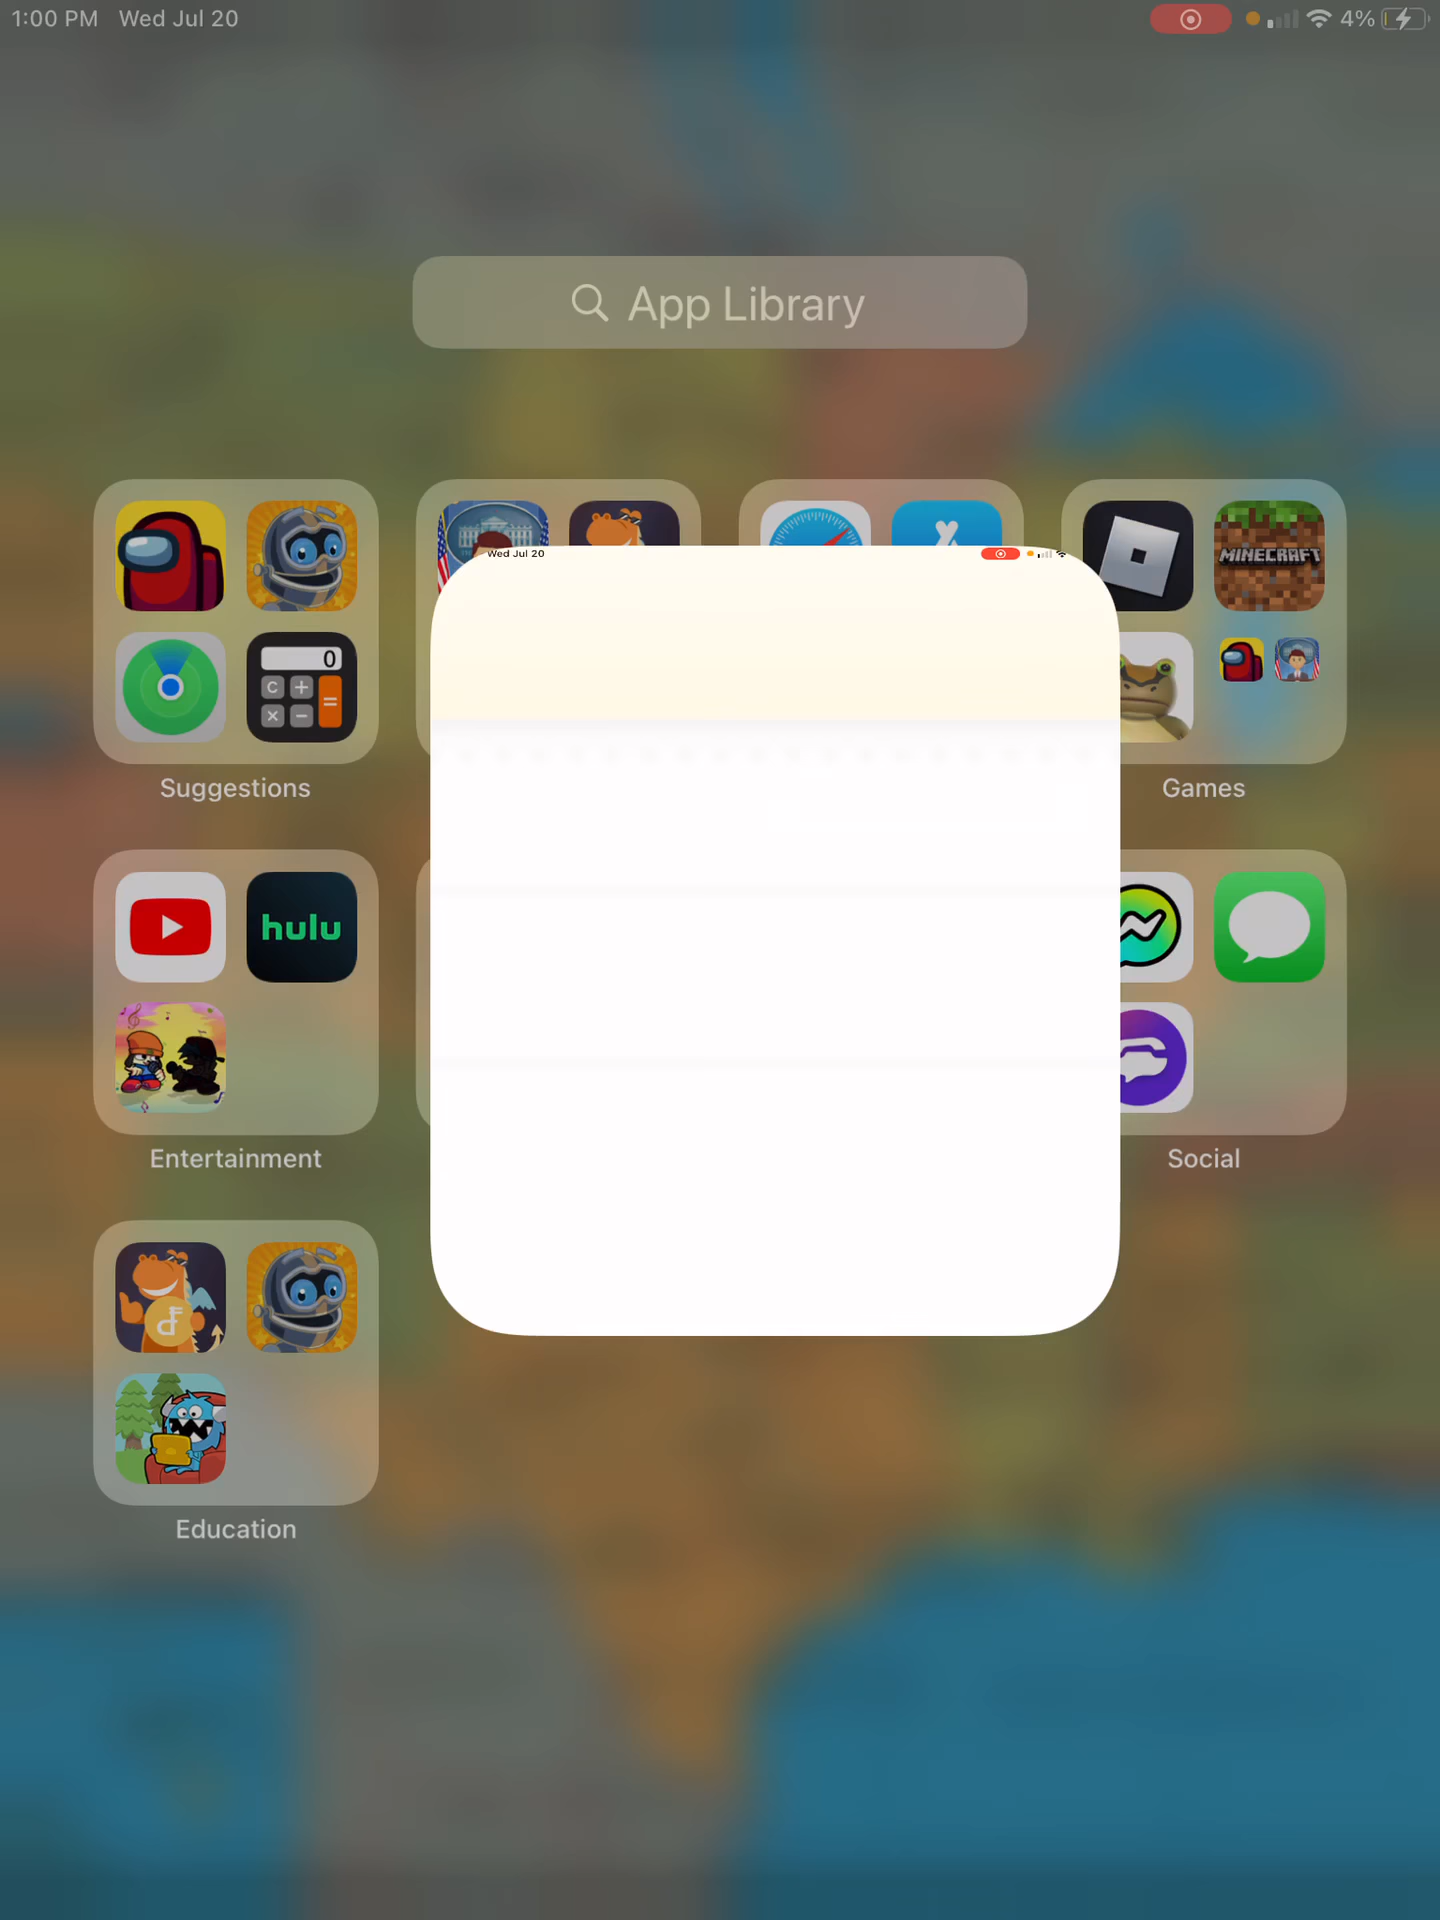 1:00 PM Wed Jul 20
4%
App Library
Wed Jul 20
0
C + × − =
MINECRAFT
Suggestions
Games
hulu
Entertainment
Social
Education